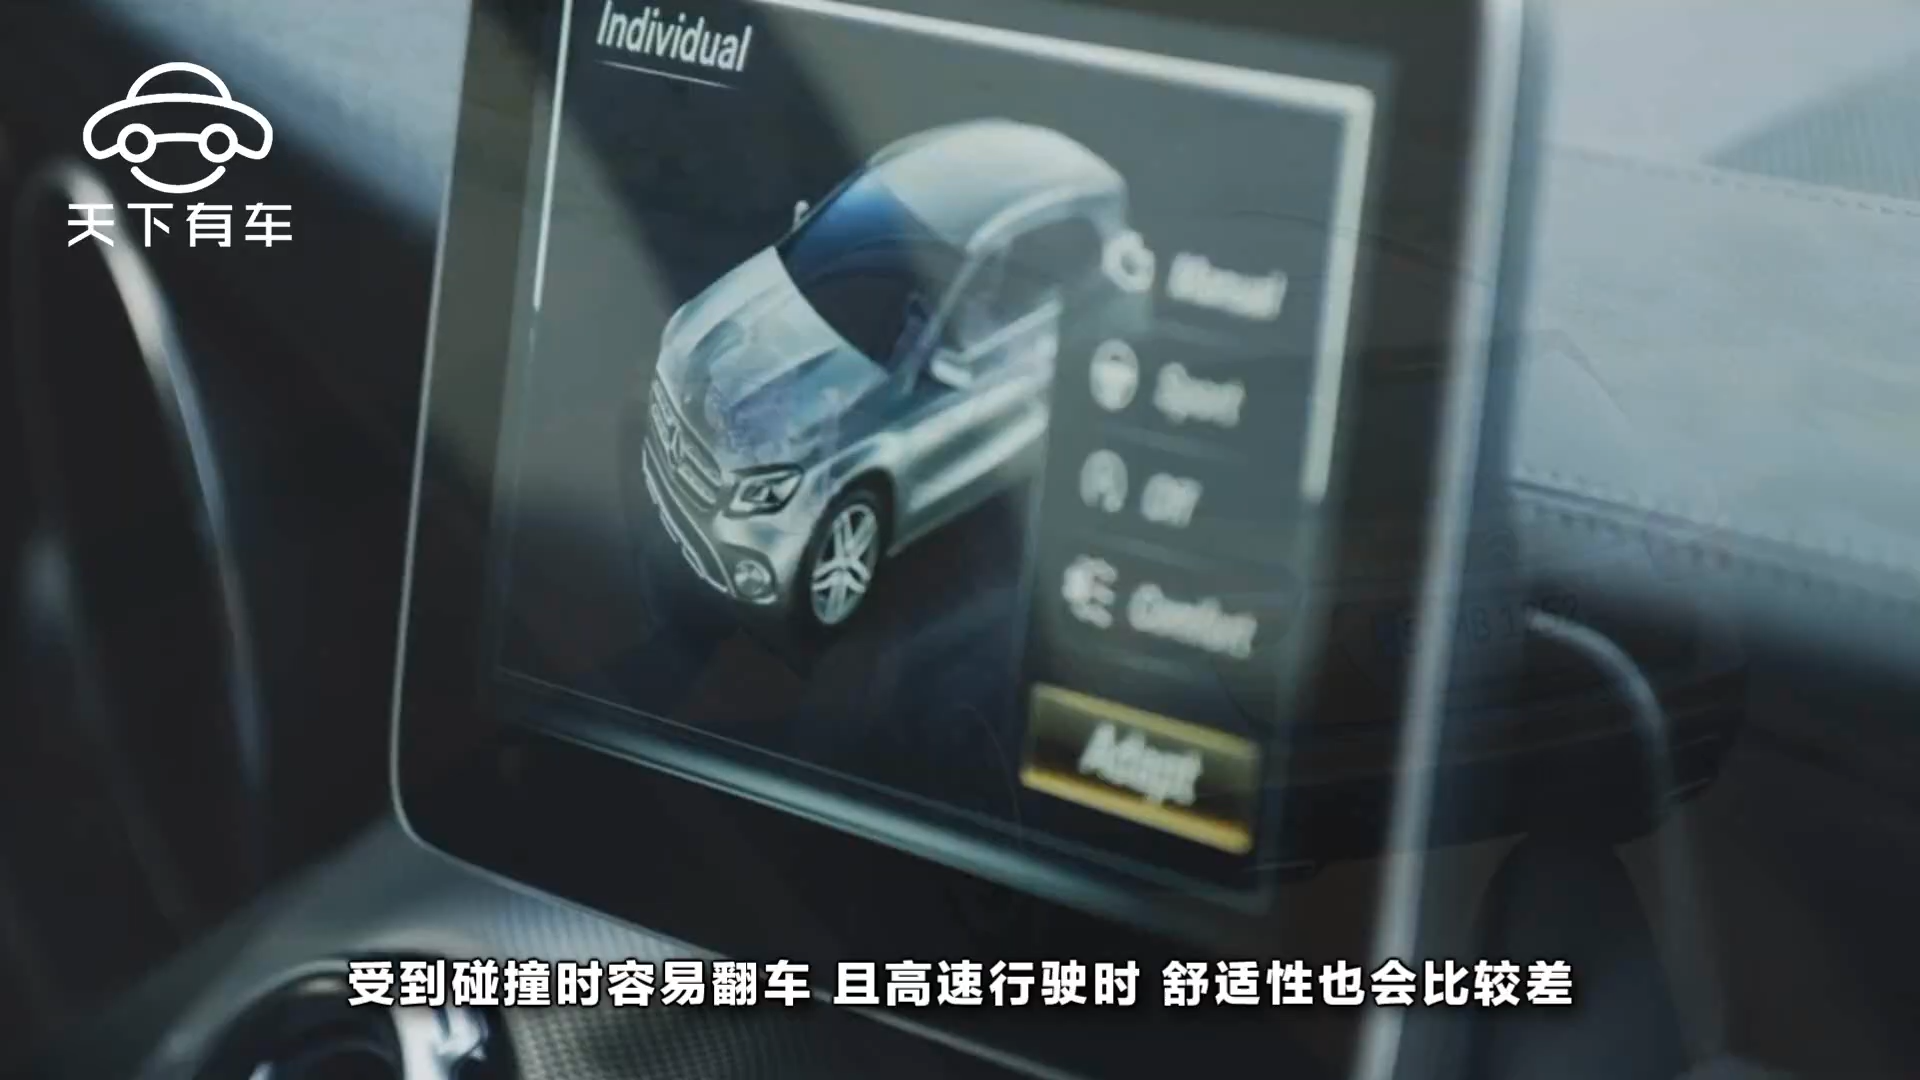 Individual
天下有车
Manual
Sport
Off
Comfort
Adapt
受到碰撞时容易翻车 且高速行驶时 舒适性也会比较差